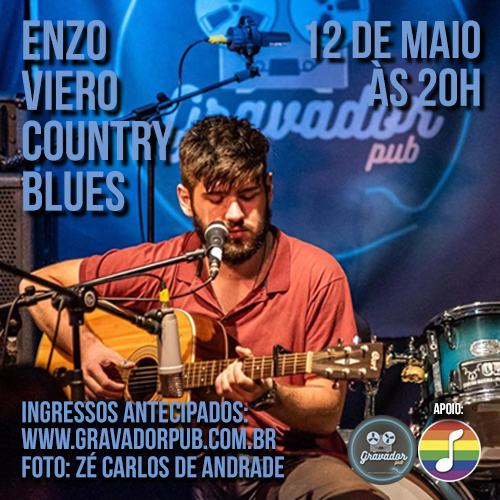 ENZO
VIERO
COUNTRY
BLUES
12 DE MAIO
ÀS 20H
Gravador
pub
Cort
INGRESSOS ANTECIPADOS:
WWW.GRAVADORPUB.COM.BR
FOTO: ZÉ CARLOS DE ANDRADE
APOIO:
Gravador
pub